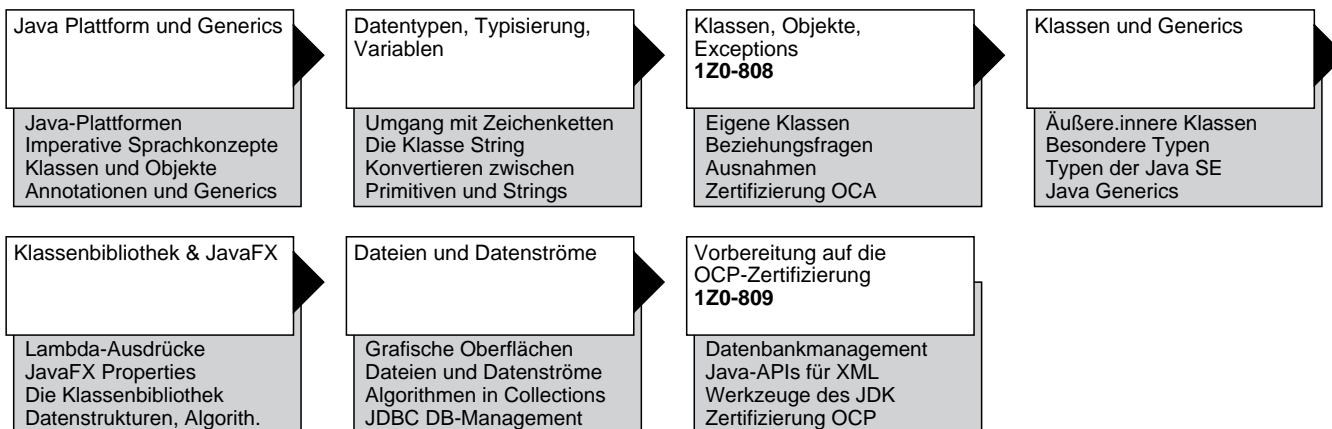 Java Plattform und Generics
Java-Plattformen
Imperative Sprachkonzepte
Klassen und Objekte
Annotationen und Generics
Datentypen, Typisierung,
Variablen
Umgang mit Zeichenketten
Die Klasse String
Konvertieren zwischen
Primitiven und Strings
Klassen, Objekte,
Exceptions
1Z0-808
Eigene Klassen
Beziehungsfragen
Ausnahmen
Zertifizierung OCA
Klassen und Generics
Äußere.innere Klassen
Besondere Typen
Typen der Java SE
Java Generics
Klassenbibliothek & JavaFX
Lambda-Ausdrücke
JavaFX Properties
Die Klassenbibliothek
Datenstrukturen, Algorith.
Dateien und Datenströme
Grafische Oberflächen
Dateien und Datenströme
Algorithmen in Collections
JDBC DB-Management
Vorbereitung auf die
OCP-Zertifizierung
1Z0-809
Datenbankmanagement
Java-APIs für XML
Werkzeuge des JDK
Zertifizierung OCP